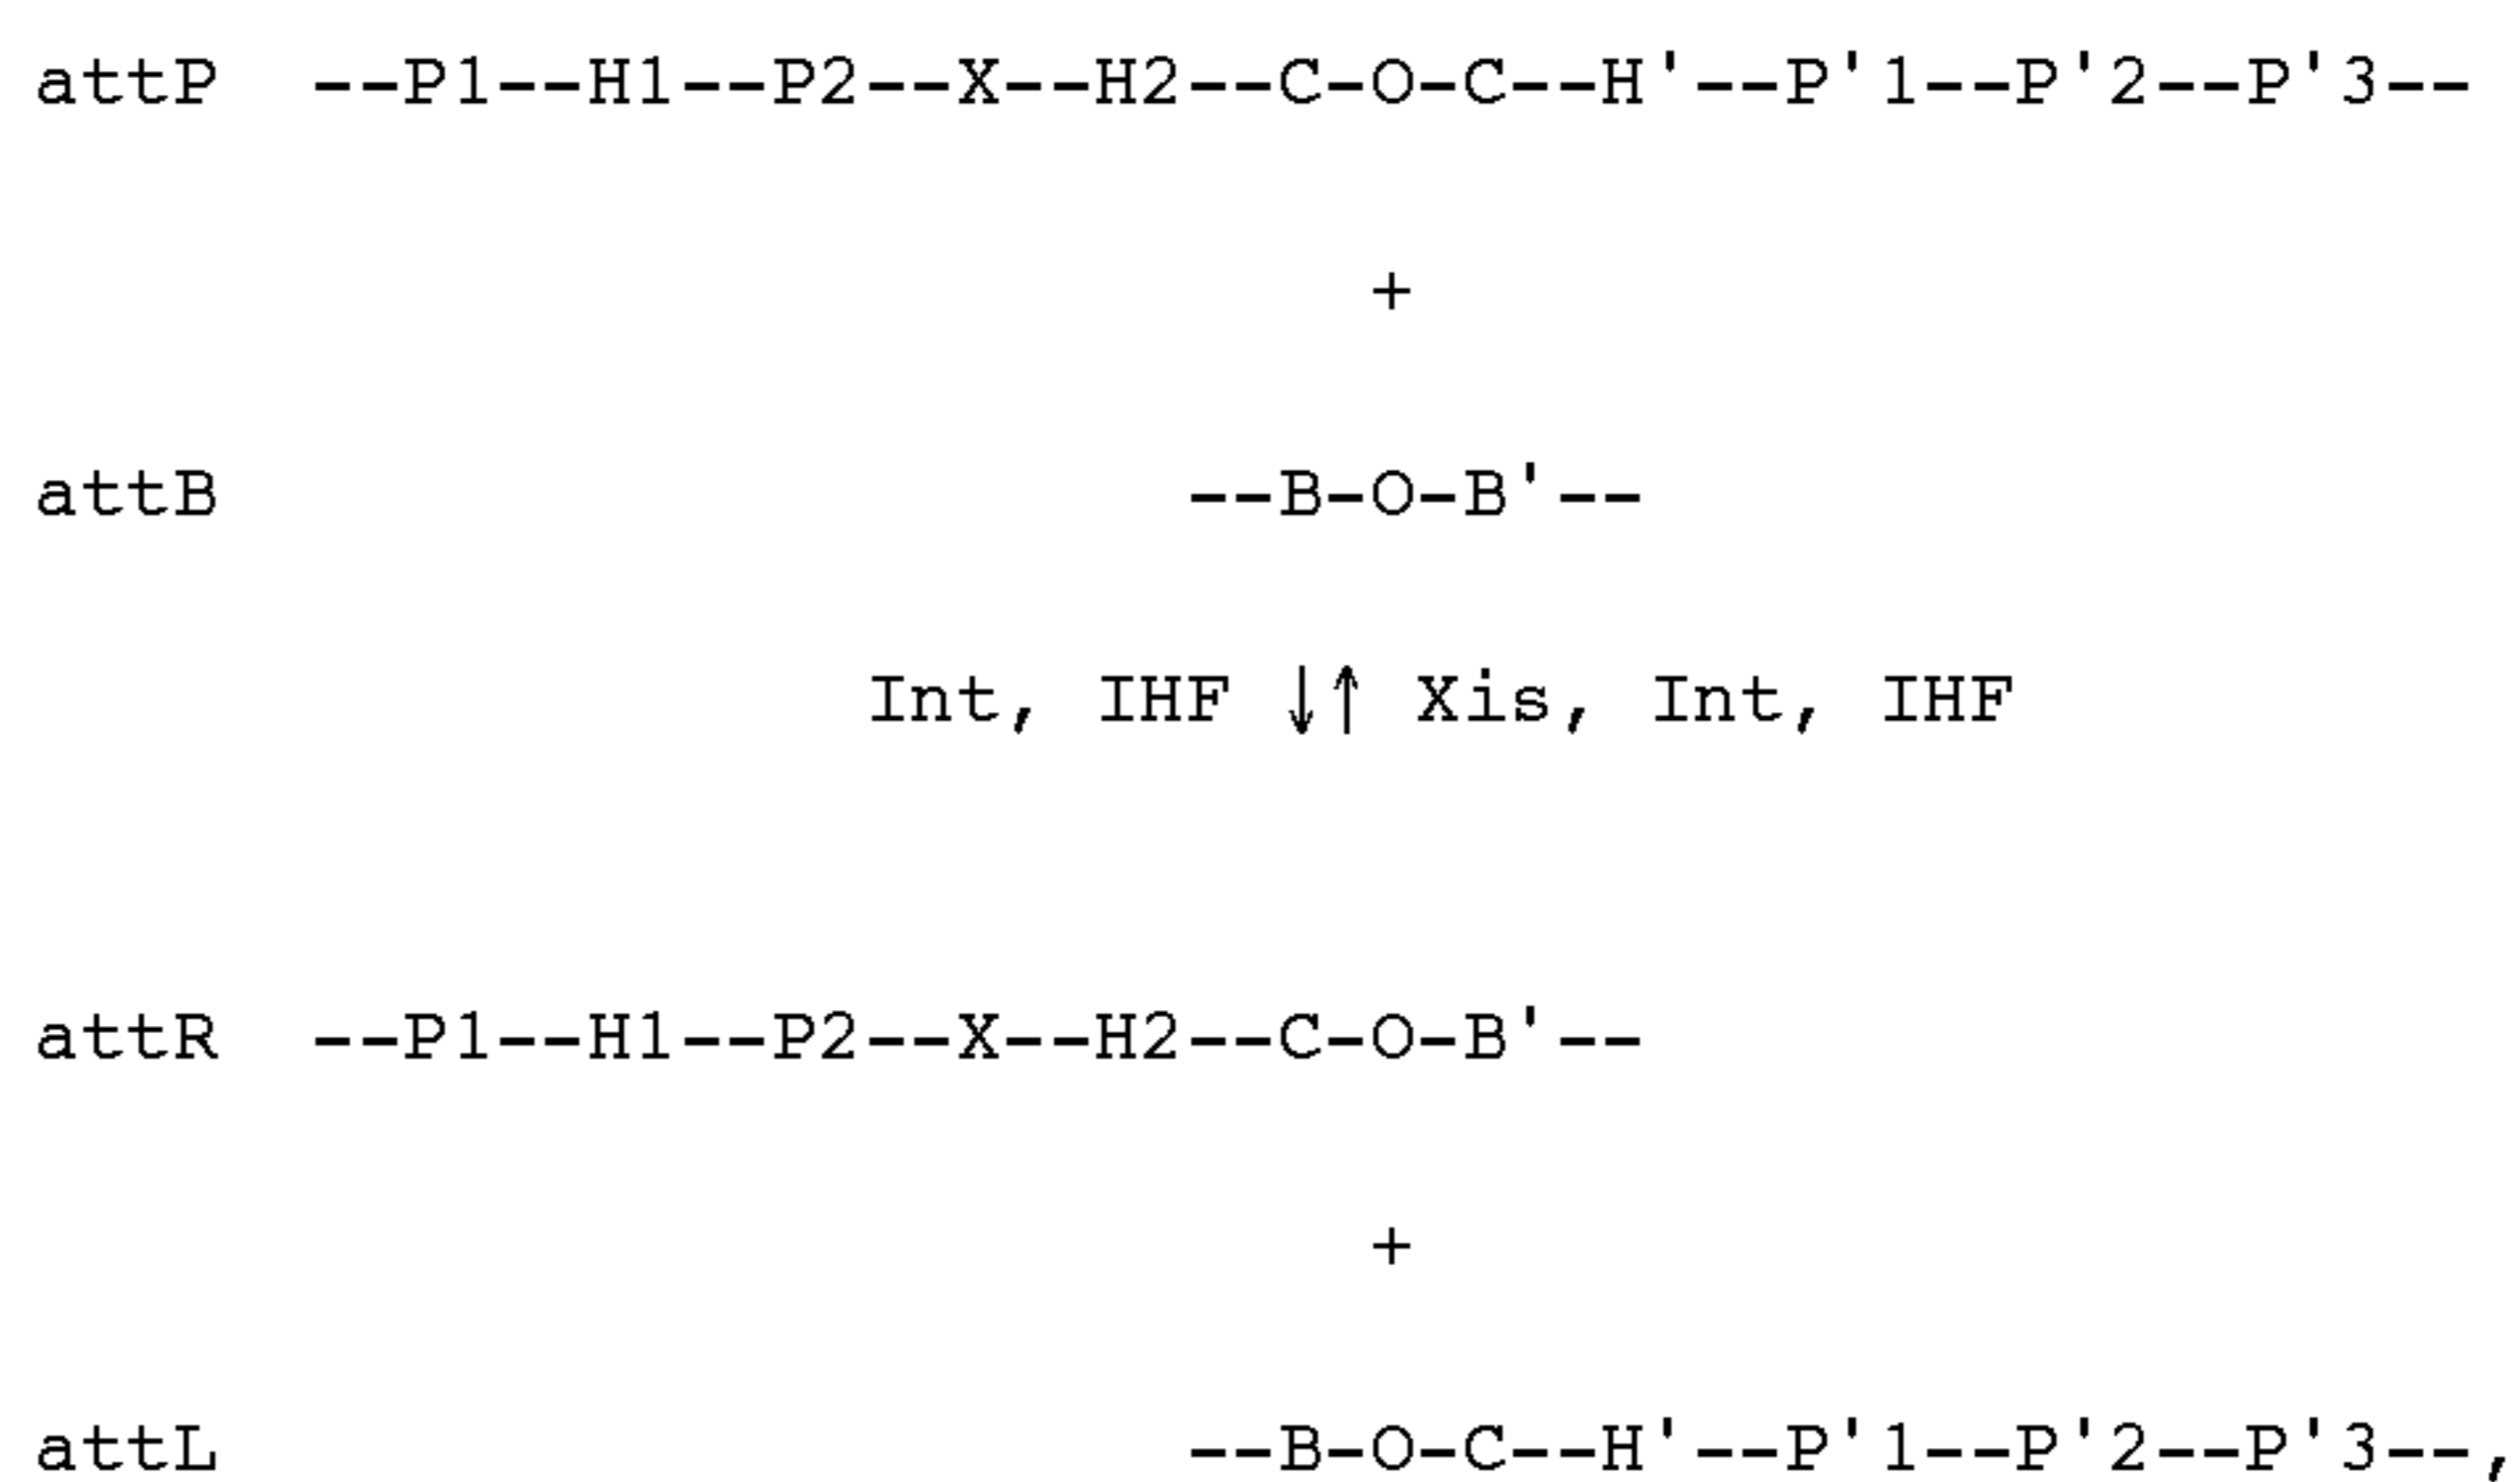 attP --P1--H1--P2--X--H2--C-O-C--H'--P'1--P'2--P'3--
+
attB --B-O-B'--
Int, IHF ↓↑ Xis, Int, IHF
attR --P1--H1--P2--X--H2--C-O-B'--
+
attL --B-O-C--H'--P'1--P'2--P'3--,